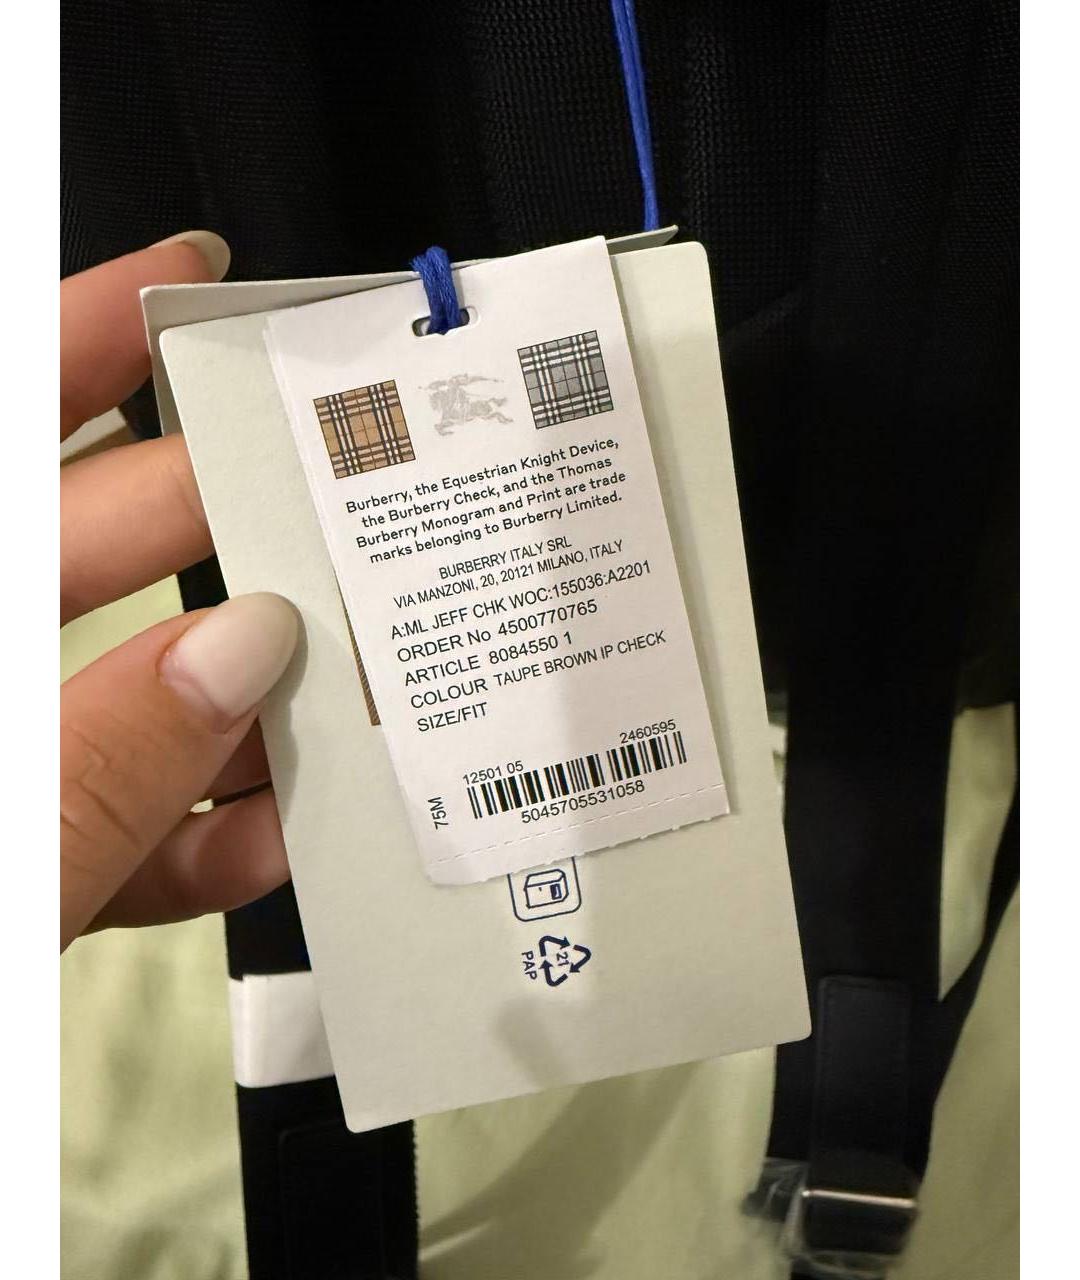 Burberry, the Equestrian Knight Device,
the Burberry Check, and the Thomas
Burberry Monogram and Print are trade
marks belonging to Burberry Limited.
BURBERRY ITALY SRL
VIA MANZONI, 20, 20121 MILANO, ITALY
A:ML JEFF CHK WOC:155036:A2201
ORDER No 4500770765
ARTICLE 8084550 1
COLOUR TAUPE BROWN IP CHECK
SIZE/FIT
12501 05 2460595
75M
5045705531058
21
PAP